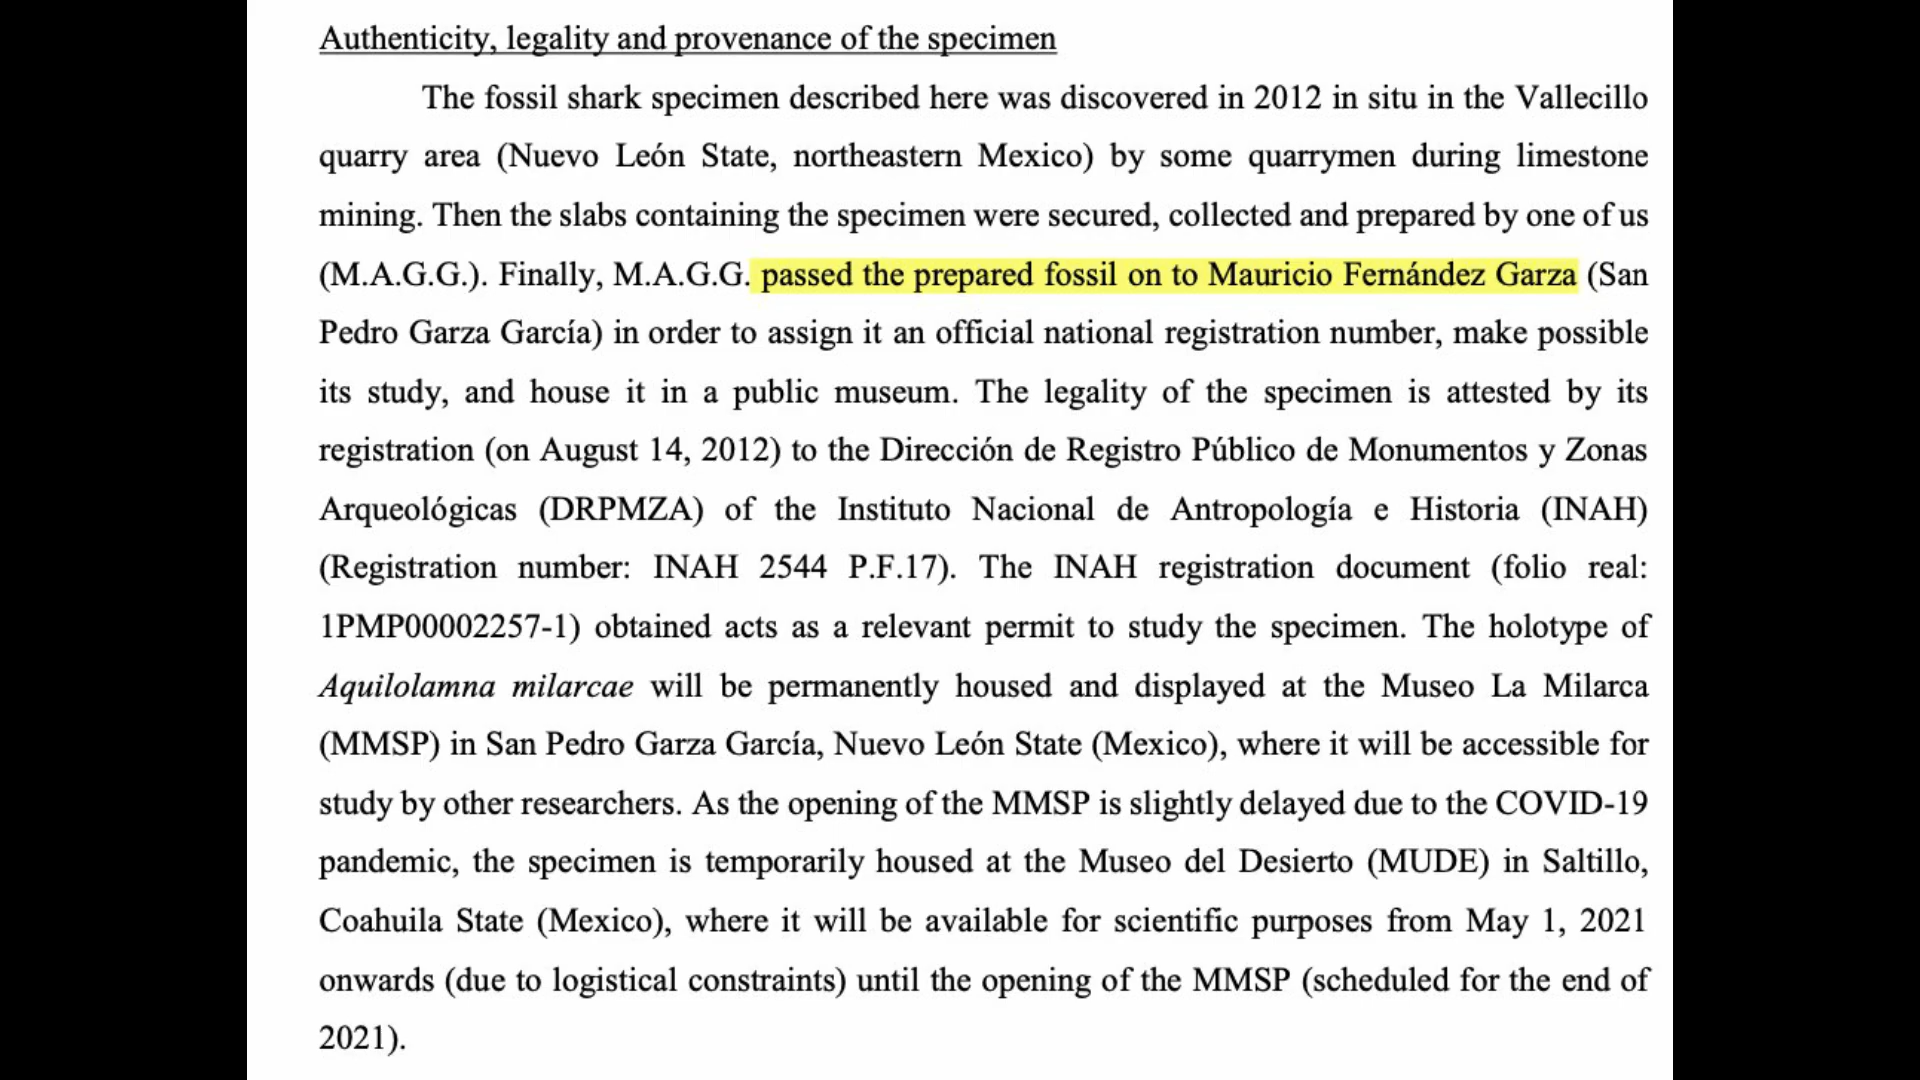 Authenticity, legality and provenance of the specimen
The fossil shark specimen described here was discovered in 2012 in situ in the Vallecillo
quarry area (Nuevo León State, northeastern Mexico) by some quarrymen during limestone
mining. Then the slabs containing the specimen were secured, collected and prepared by one of us
(M.A.G.G.). Finally, M.A.G.G. passed the prepared fossil on to Mauricio Fernández Garza (San
Pedro Garza García) in order to assign it an official national registration number, make possible
its study, and house it in a public museum. The legality of the specimen is attested by its
registration (on August 14, 2012) to the Dirección de Registro Público de Monumentos y Zonas
Arqueológicas (DRPMZA) of the Instituto Nacional de Antropología e Historia (INAH)
(Registration number: INAH 2544 P.F.17). The INAH registration document (folio real:
1PMP00002257-1) obtained acts as a relevant permit to study the specimen. The holotype of
Aquilolamna milarcae will be permanently housed and displayed at the Museo La Milarca
(MMSP) in San Pedro Garza García, Nuevo León State (Mexico), where it will be accessible for
study by other researchers. As the opening of the MMSP is slightly delayed due to the COVID-19
pandemic, the specimen is temporarily housed at the Museo del Desierto (MUDE) in Saltillo,
Coahuila State (Mexico), where it will be available for scientific purposes from May 1, 2021
onwards (due to logistical constraints) until the opening of the MMSP (scheduled for the end of
2021).